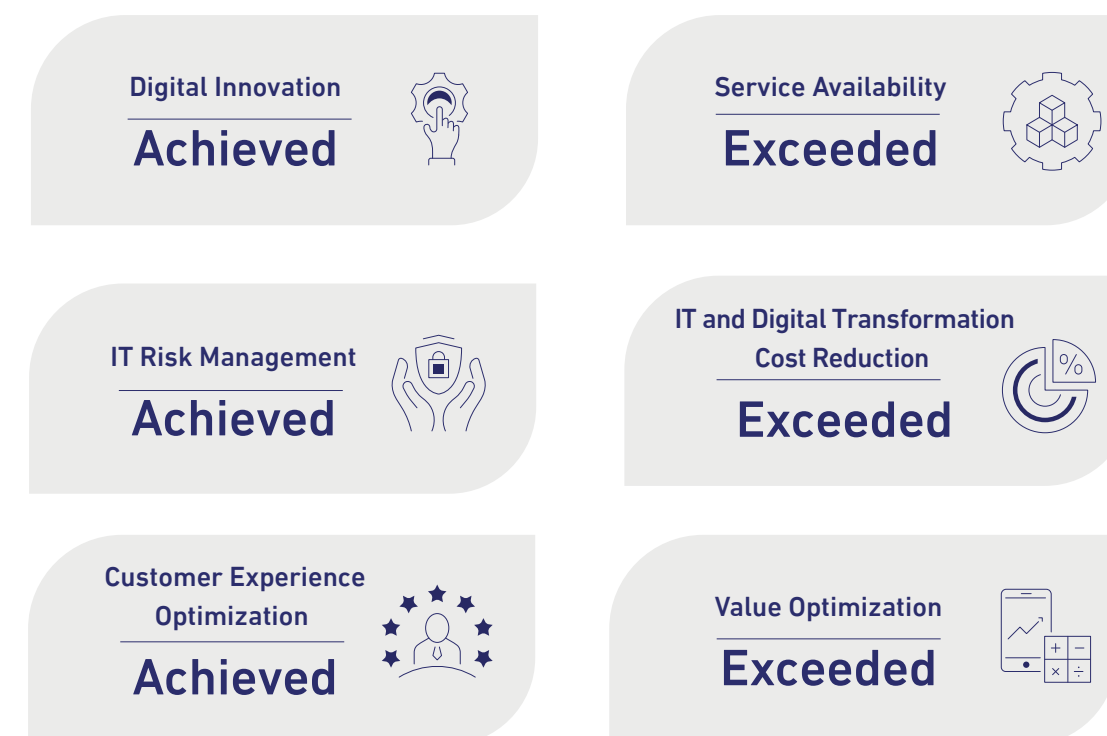 Digital Innovation
Achieved
Service Availability
Exceeded
IT Risk Management
Achieved
IT and Digital Transformation
Cost Reduction
Exceeded
%
Customer Experience
Optimization
Achieved
Value Optimization
Exceeded
+ −
× ÷